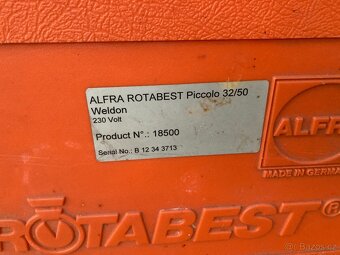 ALFRA ROTABEST Piccolo 32/50
Weldon
230 Volt
Product N°.: 18500
Serial No.: B 12 34 3713
ALFRA
MADE IN GERMANY
ROTABEST®